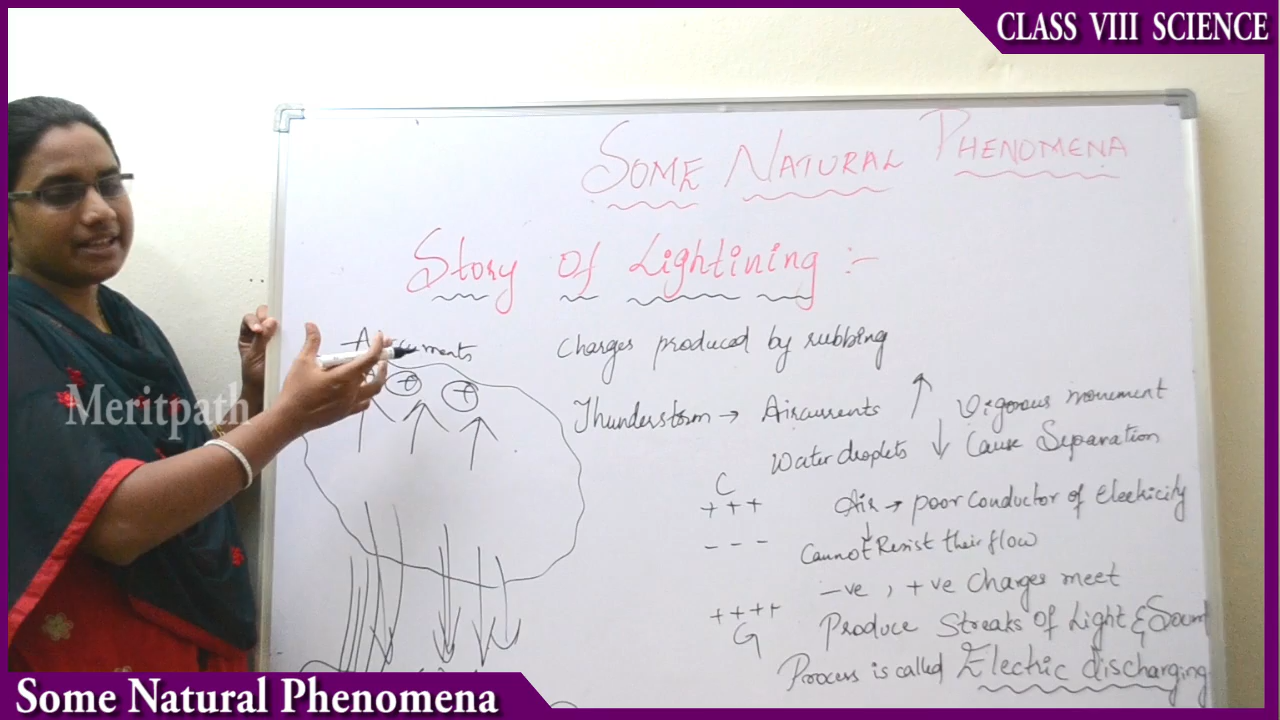 CLASS VIII SCIENCE
SOME NATURAL PHENOMENA
Story Of Lightining :-
charges produced by rubbing
Thunderstorm → Aircurrents ↑ Vigorous movement
Water droplets ↓ Cause Separation
C
+ + +
Air → poor conductor of Electricity
- - -
Cannot Resist their flow
-ve , +ve Charges meet
++++
G
Produce Streaks of Light & Sound
Process is called Electric discharging
+ +
Meritpath
Some Natural Phenomena